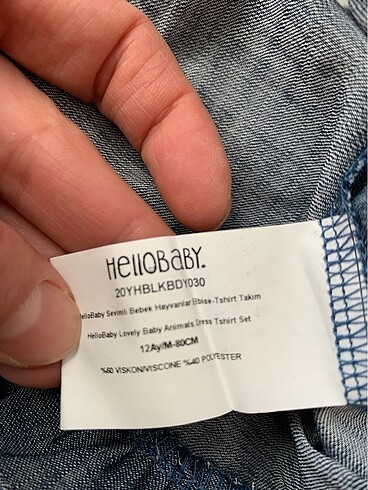 HelloBaby.
20YHBLKBDY030
HelloBaby Sevimli Bebek Hayvanlar Elbise-Tshirt Takım
HelloBaby Lovely Baby Animals Dress Tshirt Set
12Ay/M-80CM
%60 VİSKON/VISCONE %40 POLYESTER